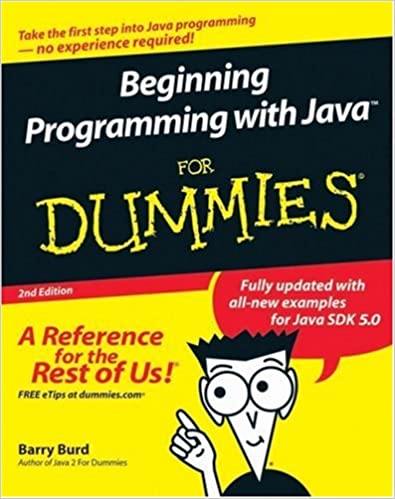 Take the first step into Java programming
— no experience required!
Beginning
Programming with Java™
FOR
DUMMIES®
2nd Edition
Fully updated with
all-new examples
for Java SDK 5.0
A Reference
for the
Rest of Us!®
FREE eTips at dummies.com®
Barry Burd
Author of Java 2 For Dummies